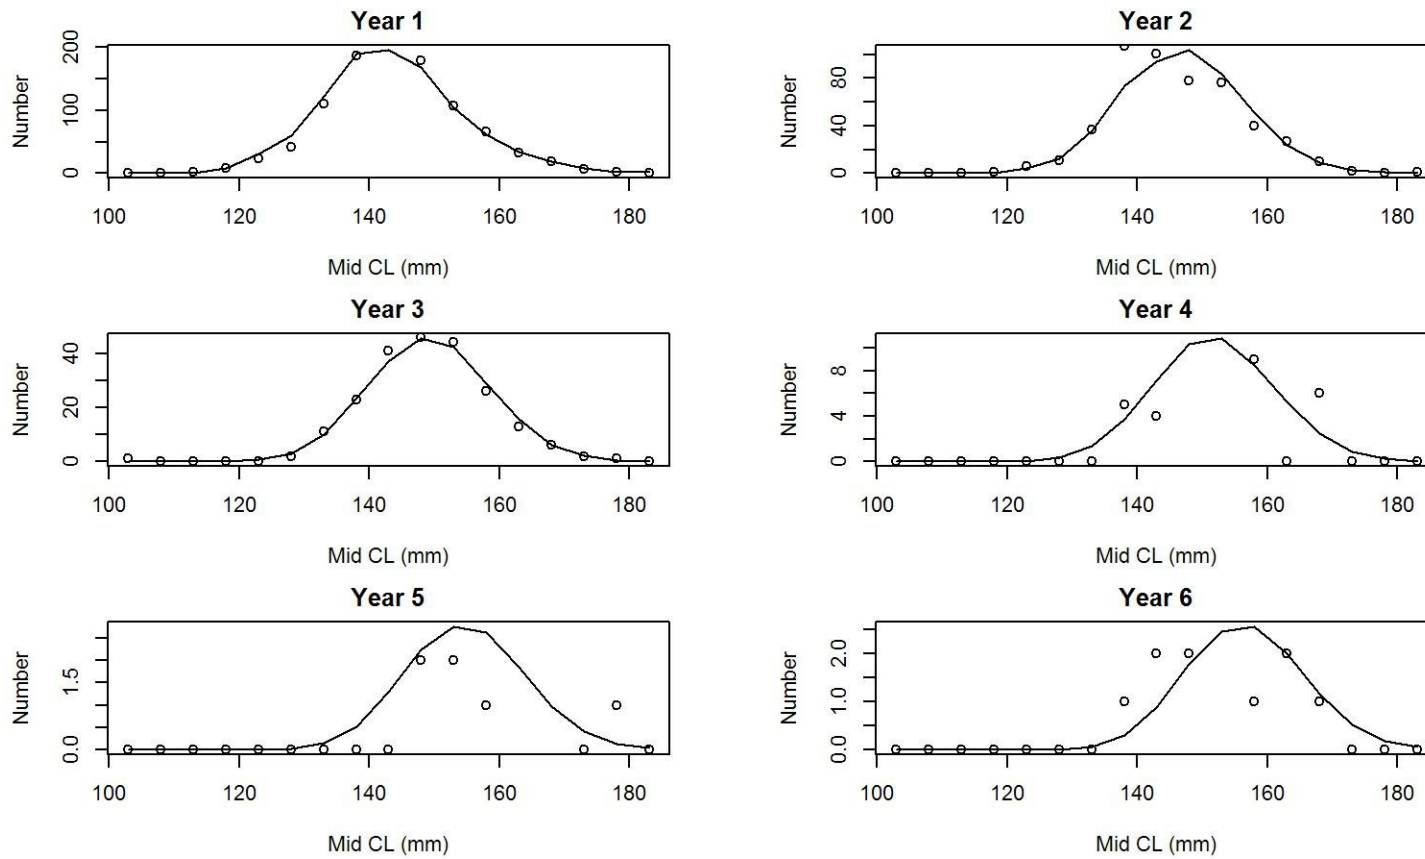 Year 1
Number
0 100 200
100 120 140 160 180
Mid CL (mm)
Year 2
Number
0 40 80
100 120 140 160 180
Mid CL (mm)
Year 3
Number
0 20 40
100 120 140 160 180
Mid CL (mm)
Year 4
Number
0 4 8
100 120 140 160 180
Mid CL (mm)
Year 5
Number
0.0 1.5
100 120 140 160 180
Mid CL (mm)
Year 6
Number
0.0 1.0 2.0
100 120 140 160 180
Mid CL (mm)